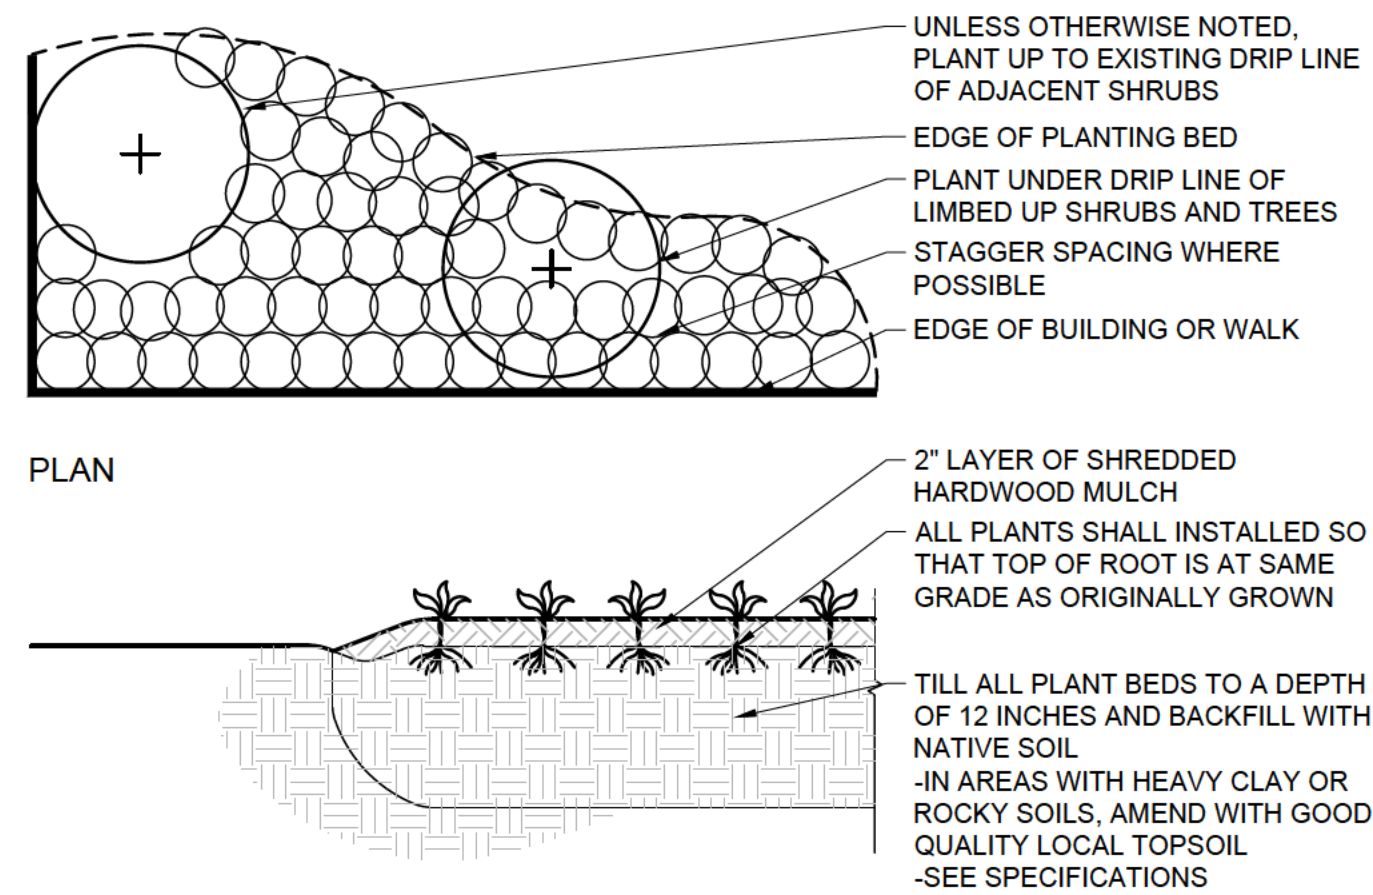 UNLESS OTHERWISE NOTED,
PLANT UP TO EXISTING DRIP LINE
OF ADJACENT SHRUBS
EDGE OF PLANTING BED
PLANT UNDER DRIP LINE OF
LIMBED UP SHRUBS AND TREES
STAGGER SPACING WHERE
POSSIBLE
EDGE OF BUILDING OR WALK
PLAN
2" LAYER OF SHREDDED
HARDWOOD MULCH
ALL PLANTS SHALL INSTALLED SO
THAT TOP OF ROOT IS AT SAME
GRADE AS ORIGINALLY GROWN
TILL ALL PLANT BEDS TO A DEPTH
OF 12 INCHES AND BACKFILL WITH
NATIVE SOIL
-IN AREAS WITH HEAVY CLAY OR
ROCKY SOILS, AMEND WITH GOOD
QUALITY LOCAL TOPSOIL
-SEE SPECIFICATIONS